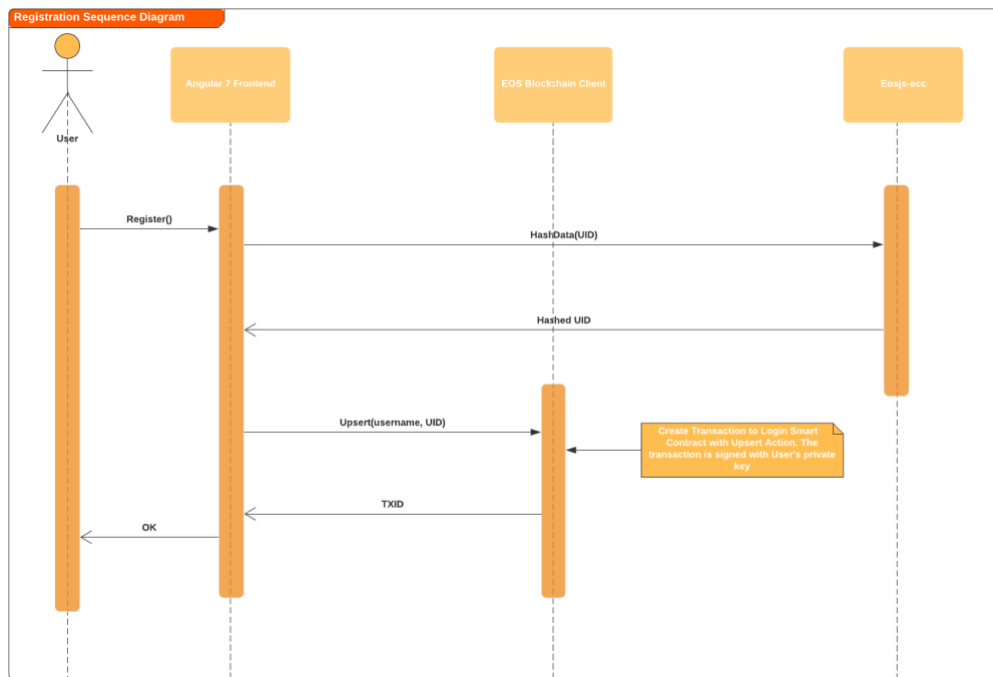 Registration Sequence Diagram
Angular 7 Frontend
EOS Blockchain Client
Eosjs-ecc
User
Register()
HashData(UID)
Hashed UID
Upsert(username, UID)
Create Transaction to Login Smart
Contract with Upsert Action. The
transaction is signed with User's private
key
TXID
OK